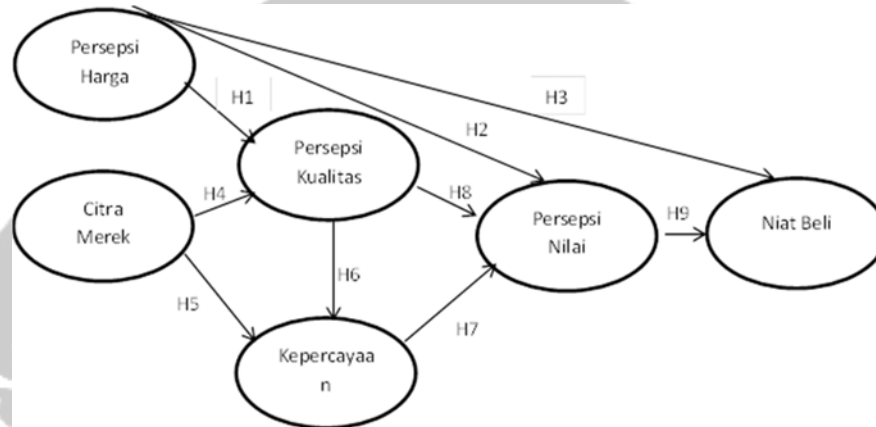 Persepsi
Harga
H1
H3
H2
Persepsi
Kualitas
Citra
Merek
H4
H8
Persepsi
Nilai
H9
Niat Beli
H5
H6
H7
Kepercayaa
n